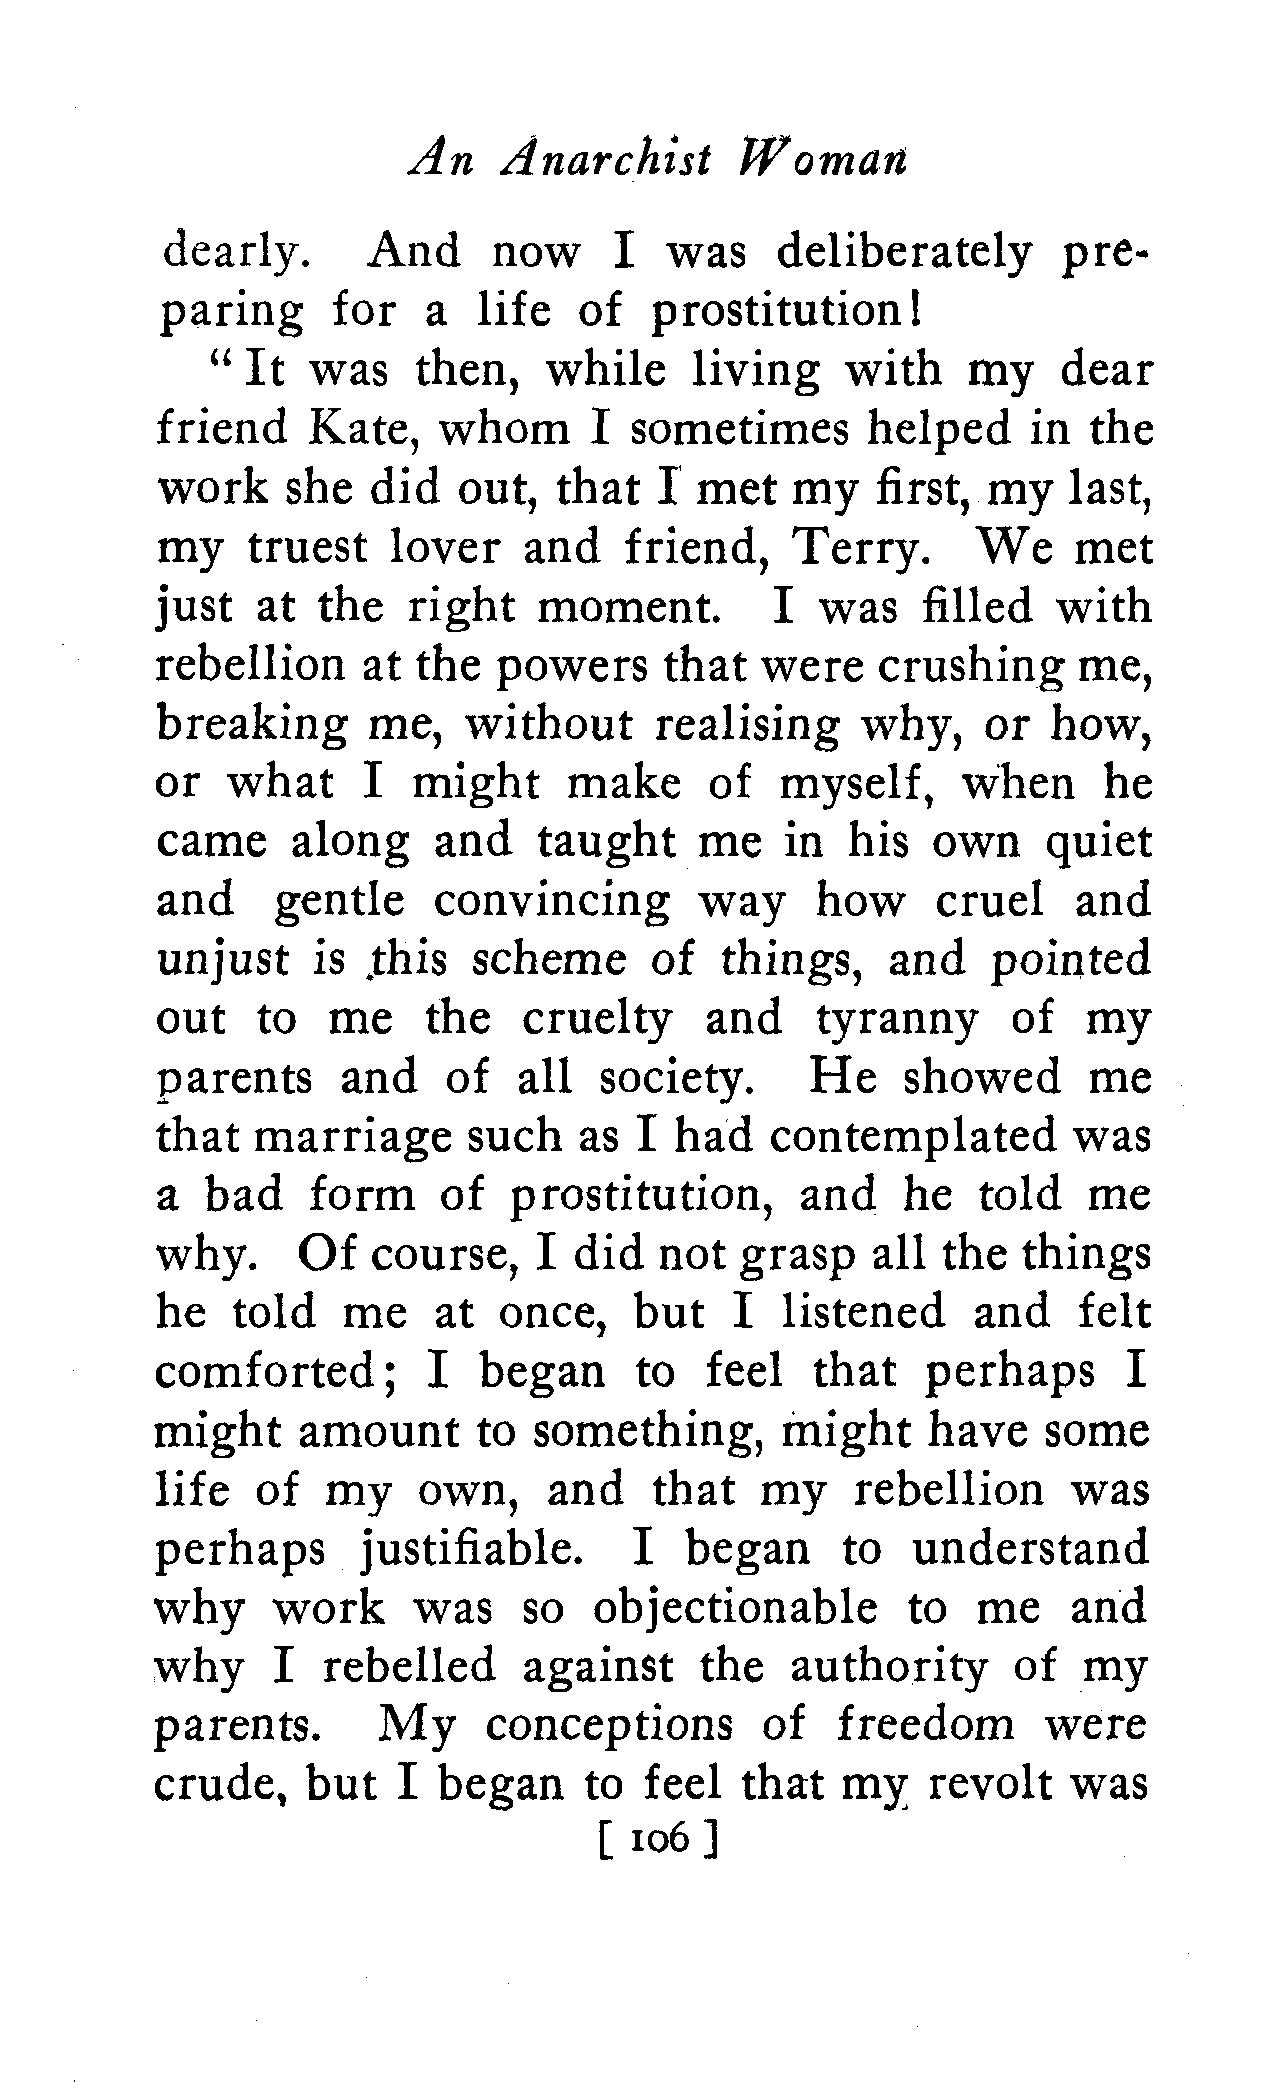 An Anarchist Woman
dearly. And now I was deliberately pre-
paring for a life of prostitution!
“ It was then, while living with my dear
friend Kate, whom I sometimes helped in the
work she did out, that I met my first, my last,
my truest lover and friend, Terry. We met
just at the right moment. I was filled with
rebellion at the powers that were crushing me,
breaking me, without realising why, or how,
or what I might make of myself, when he
came along and taught me in his own quiet
and gentle convincing way how cruel and
unjust is this scheme of things, and pointed
out to me the cruelty and tyranny of my
parents and of all society. He showed me
that marriage such as I had contemplated was
a bad form of prostitution, and he told me
why. Of course, I did not grasp all the things
he told me at once, but I listened and felt
comforted; I began to feel that perhaps I
might amount to something, might have some
life of my own, and that my rebellion was
perhaps justifiable. I began to understand
why work was so objectionable to me and
why I rebelled against the authority of my
parents. My conceptions of freedom were
crude, but I began to feel that my revolt was
[ 106 ]